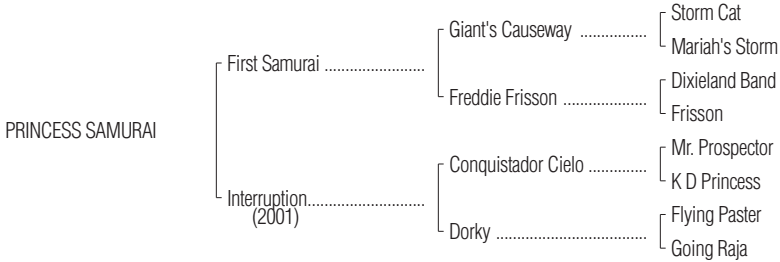 Storm Cat
Giant's Causeway ................
Mariah's Storm
First Samurai ........................
Dixieland Band
Freddie Frisson ....................
Frisson
PRINCESS SAMURAI
Mr. Prospector
Conquistador Cielo ..............
K D Princess
Interruption............................
(2001)
Flying Paster
Dorky ....................................
Going Raja